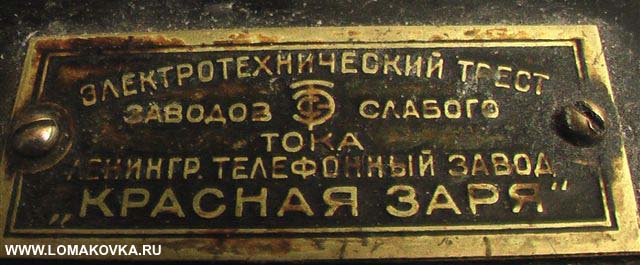 ЭЛЕКТРОТЕХНИЧЕСКИЙ ТРЕСТ
ЗАВОДОВ СЛАБОГО
ТОКА
ЛЕНИНГР. ТЕЛЕФОННЫЙ ЗАВОД
„КРАСНАЯ ЗАРЯ"
WWW.LOMAKOVKA.RU